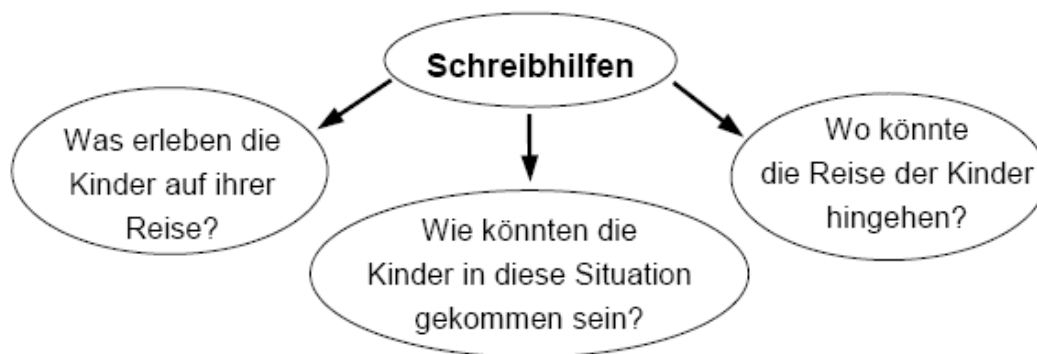 Schreibhilfen
Was erleben die
Kinder auf ihrer
Reise?
Wie könnten die
Kinder in diese Situation
gekommen sein?
Wo könnte
die Reise der Kinder
hingehen?